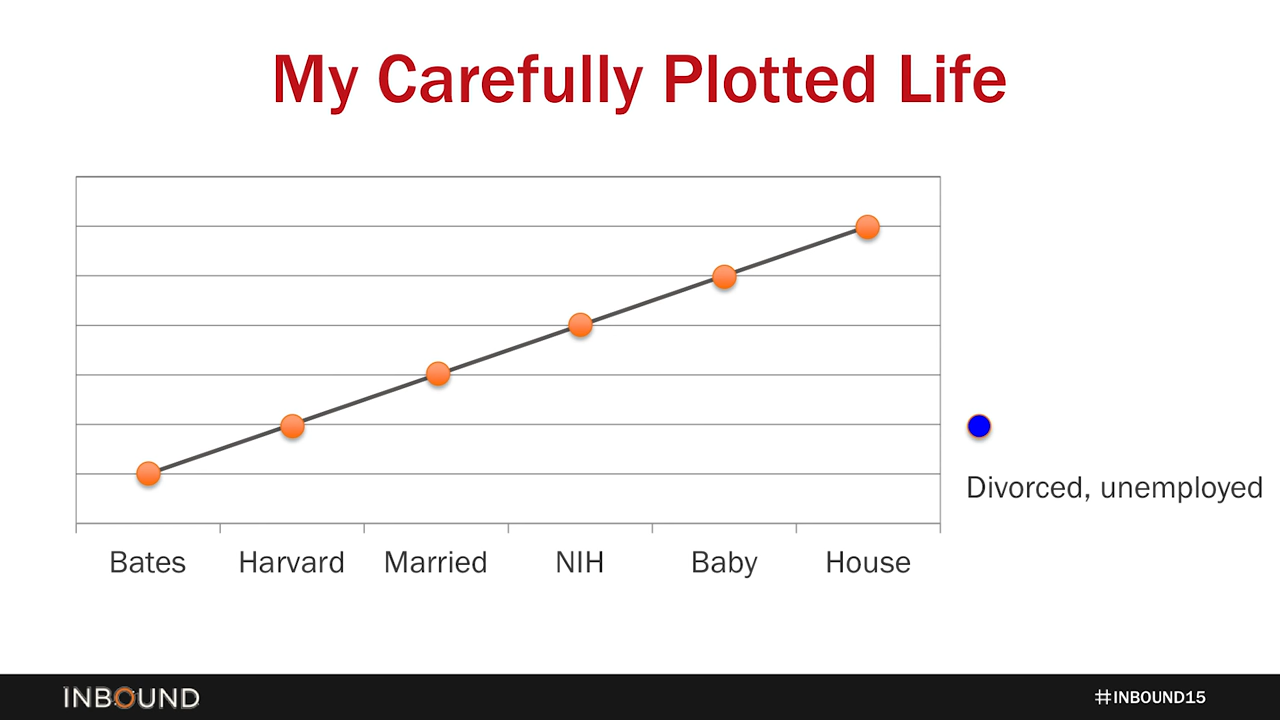 My Carefully Plotted Life
Divorced, unemployed
Bates Harvard Married NIH Baby House
INBOUND #INBOUND15